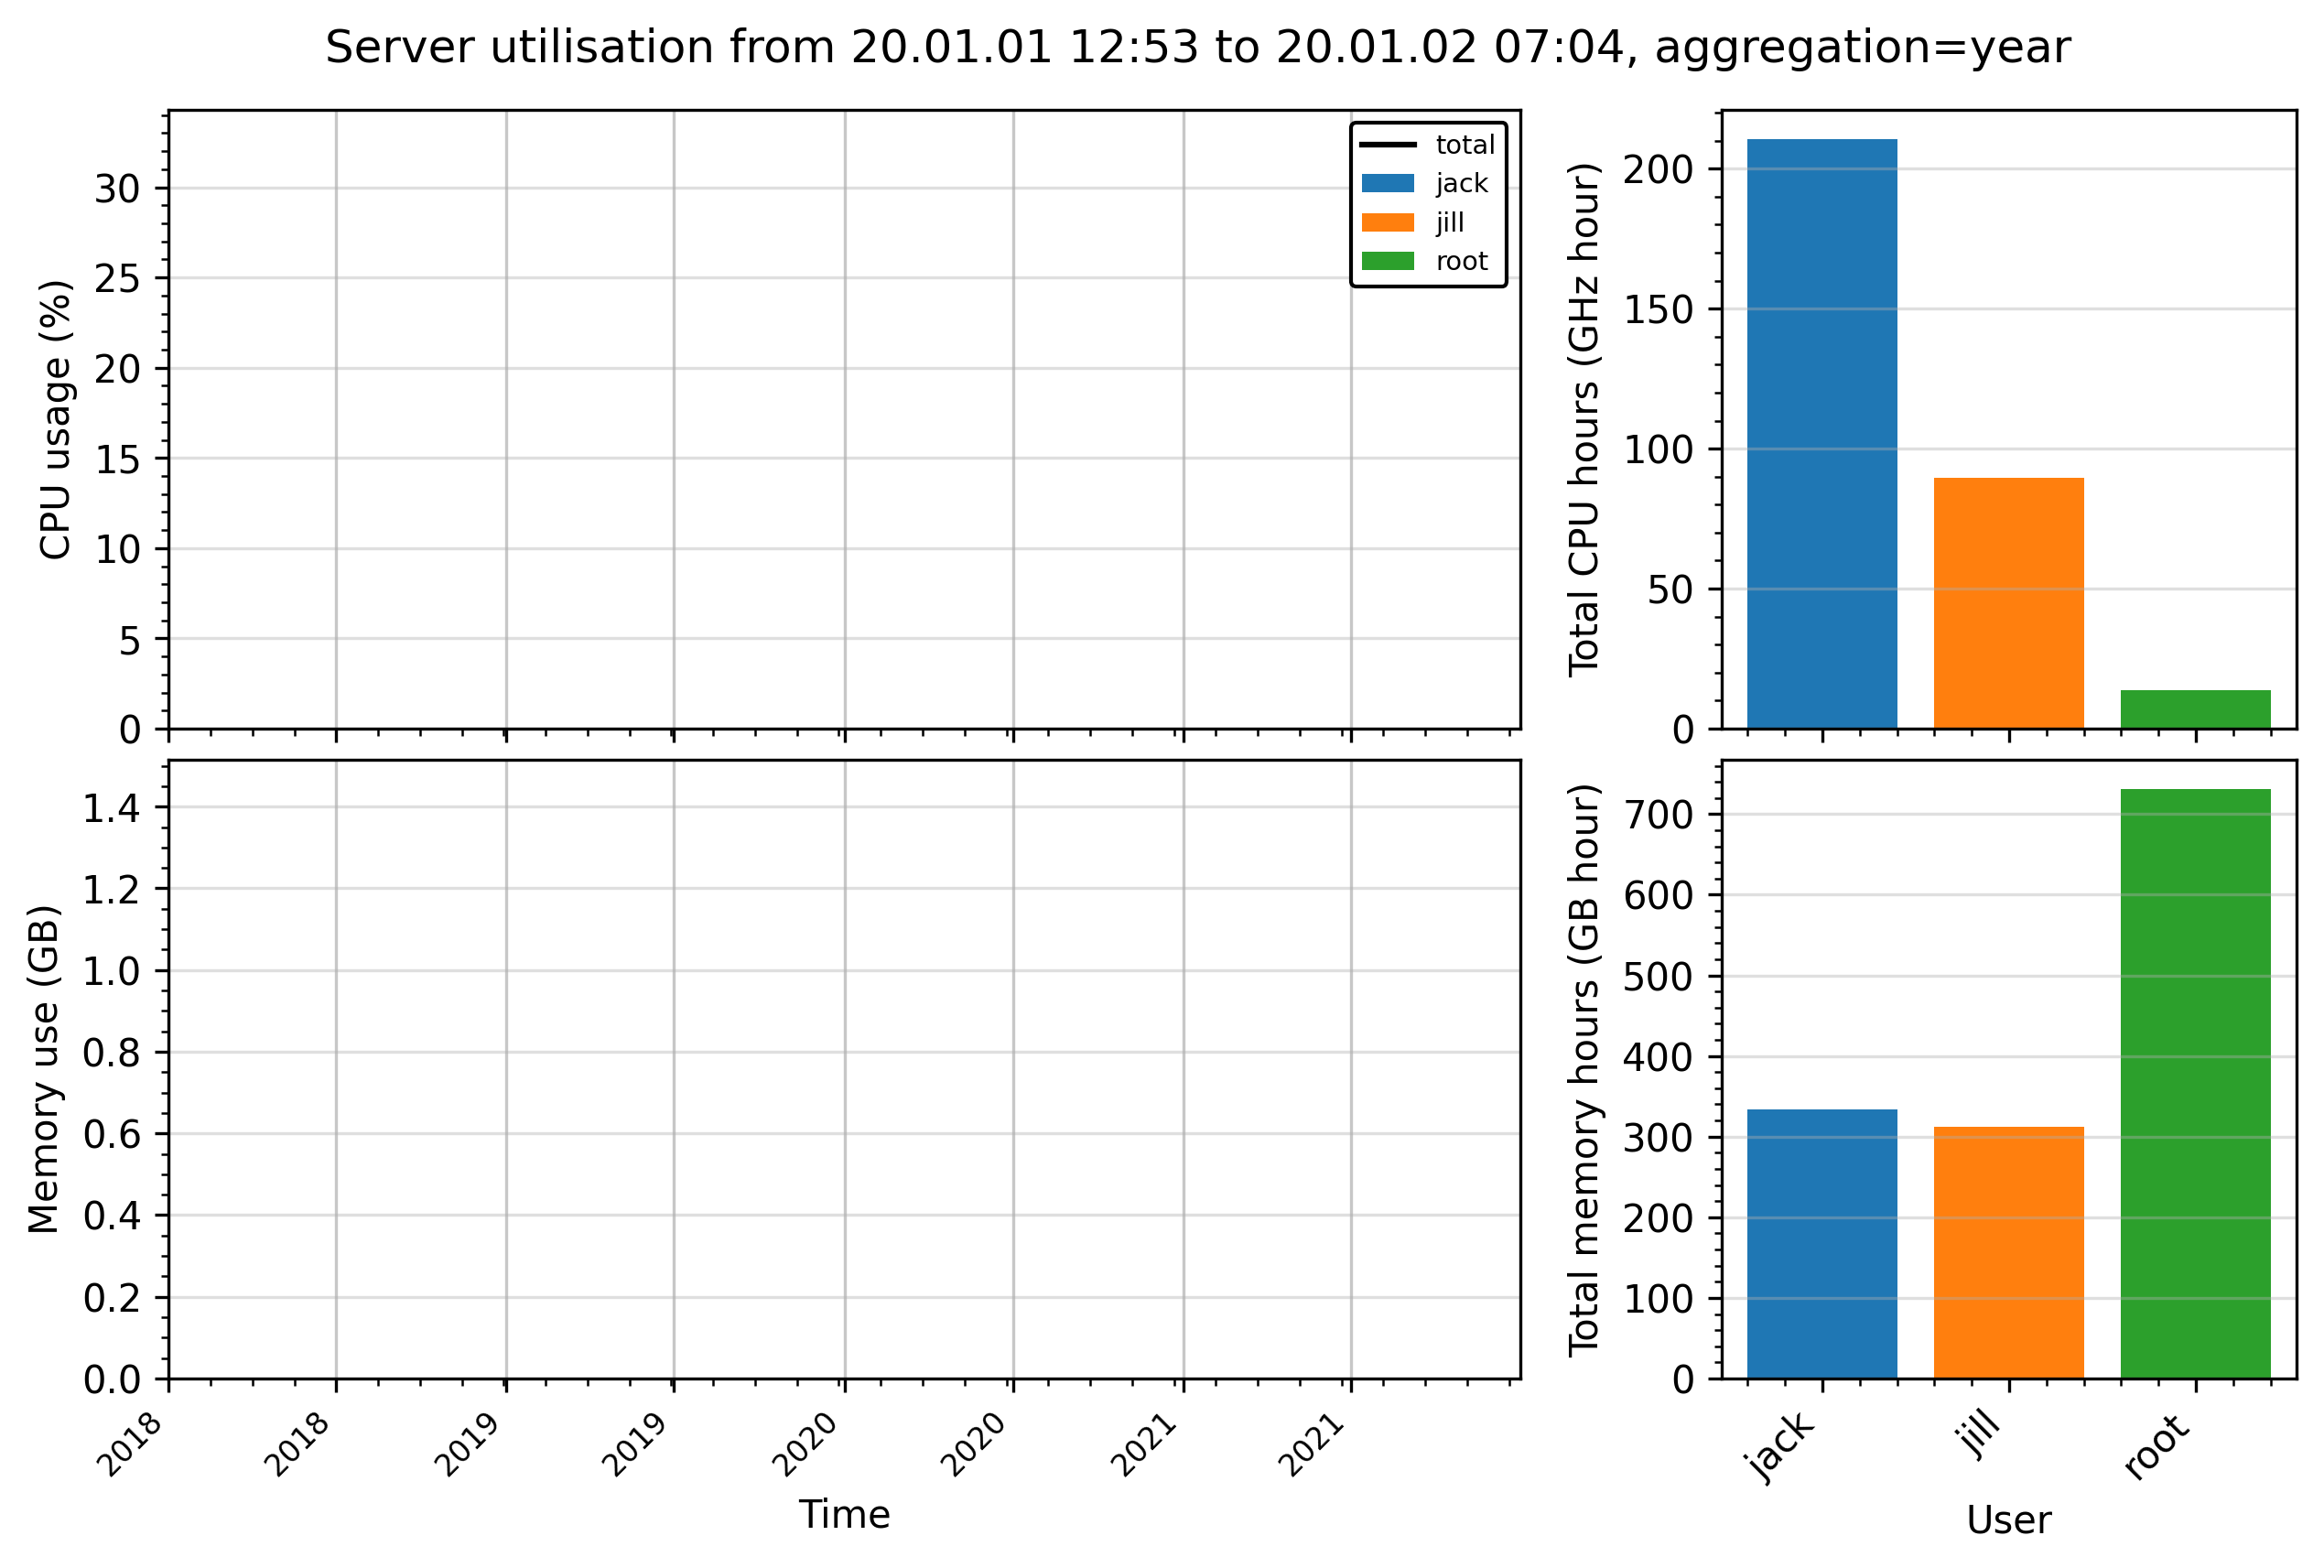 Server utilisation from 20.01.01 12:53 to 20.01.02 07:04, aggregation=year
CPU usage (%)
30
25
20
15
10
5
0
total
jack
jill
root
Total CPU hours (GHz hour)
200
150
100
50
0
Memory use (GB)
1.4
1.2
1.0
0.8
0.6
0.4
0.2
0.0
2018 2018 2019 2019 2020 2020 2021 2021
Time
Total memory hours (GB hour)
700
600
500
400
300
200
100
0
jack jill root
User